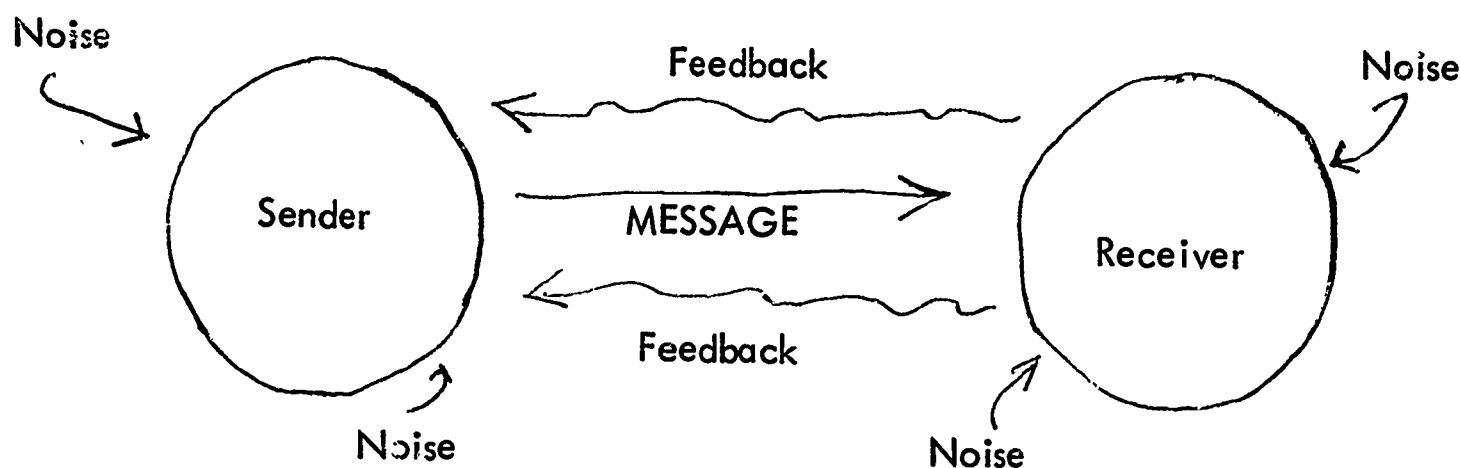 Noise
Feedback
Noise
Sender
MESSAGE
Receiver
Feedback
Noise
Noise